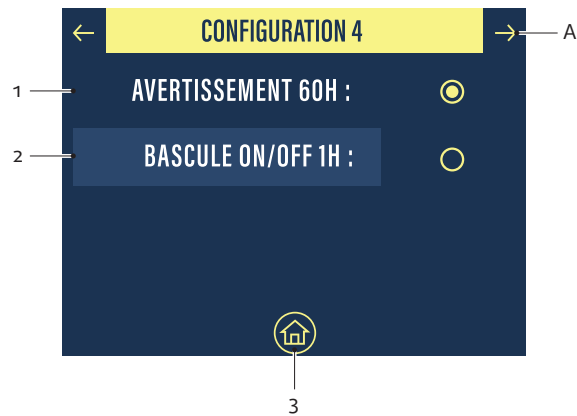 ← CONFIGURATION 4 → A
1 AVERTISSEMENT 60H :
2 BASCULE ON/OFF 1H :
3